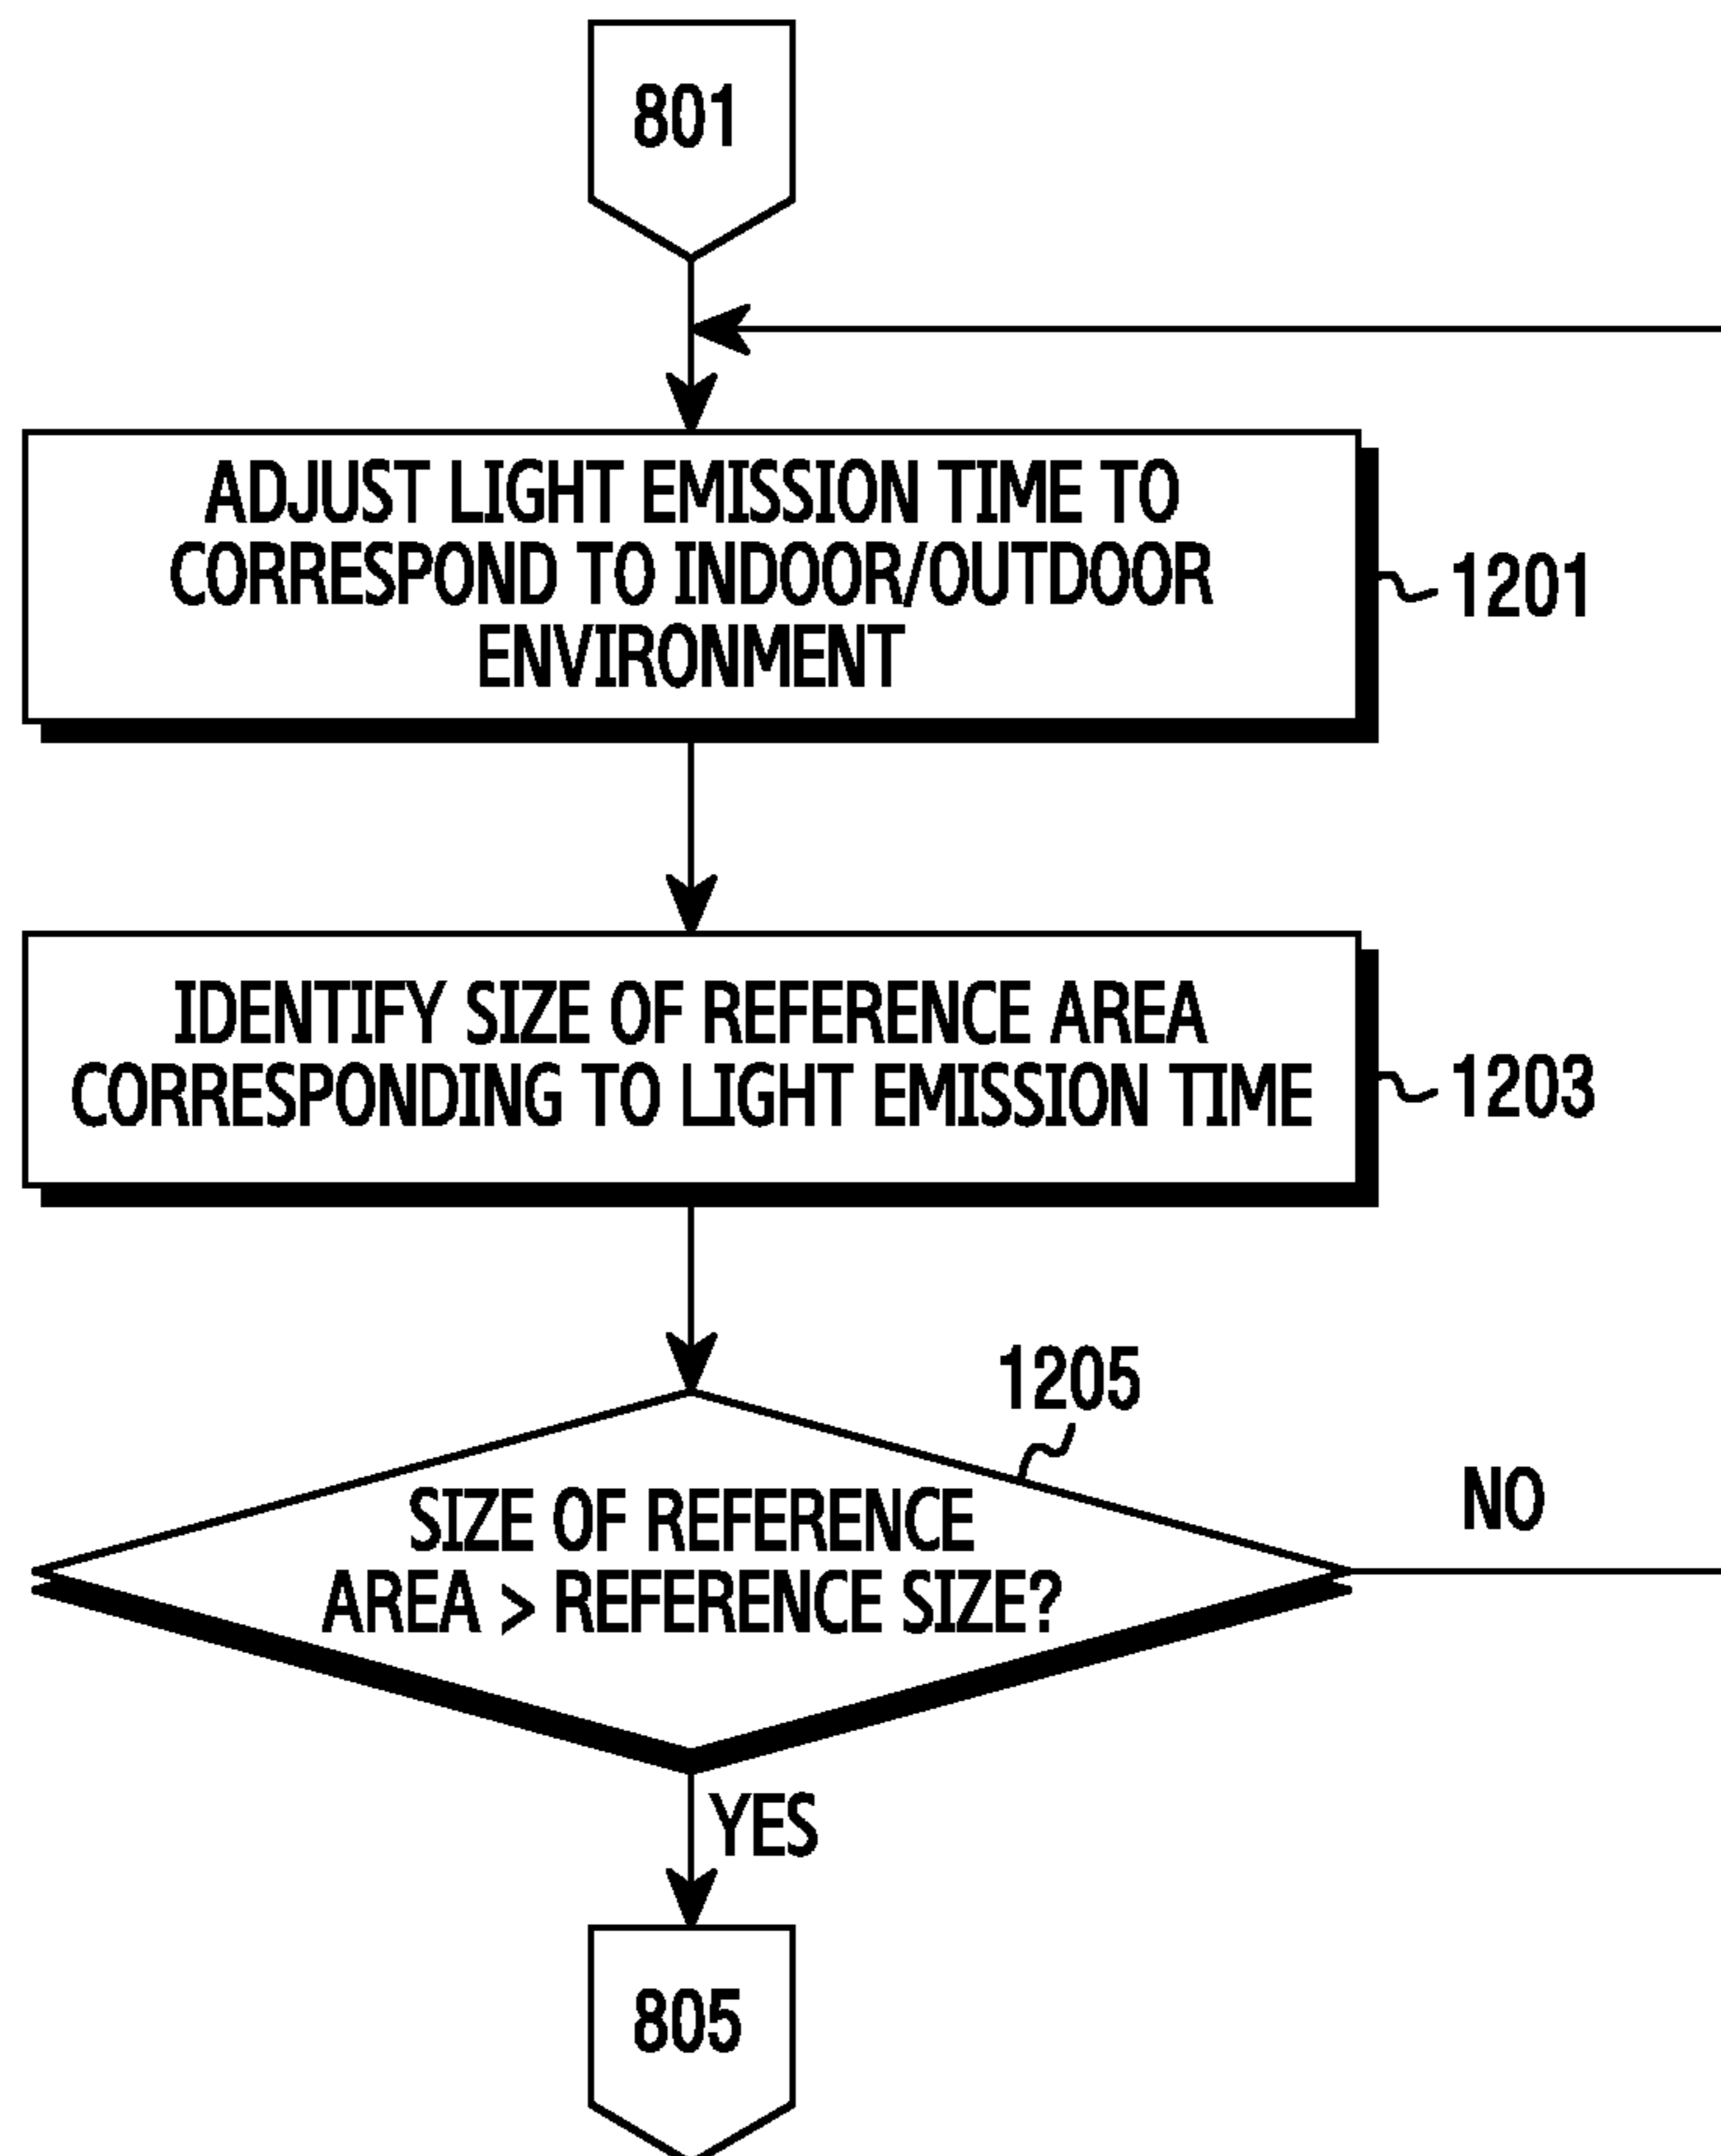 801
ADJUST LIGHT EMISSION TIME TO
CORRESPOND TO INDOOR/OUTDOOR
ENVIRONMENT
1201
IDENTIFY SIZE OF REFERENCE AREA
CORRESPONDING TO LIGHT EMISSION TIME
1203
1205
SIZE OF REFERENCE
AREA > REFERENCE SIZE?
NO
YES
805